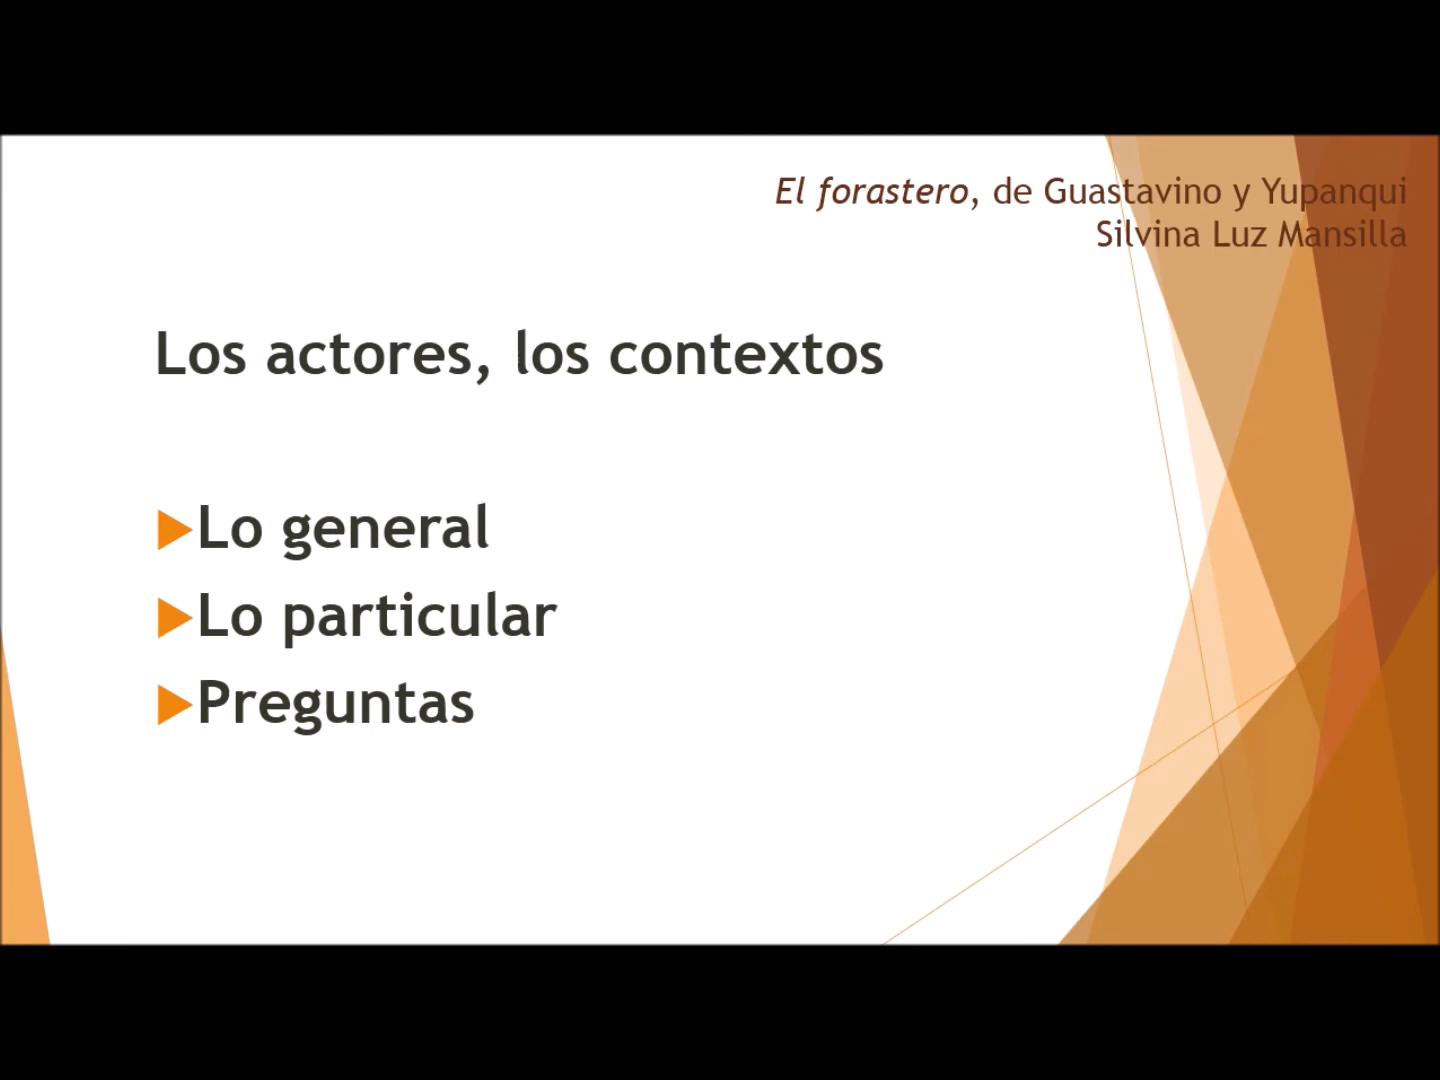 El forastero, de Guastavino y Yupanqui
Silvina Luz Mansilla
Los actores, los contextos
Lo general
Lo particular
Preguntas